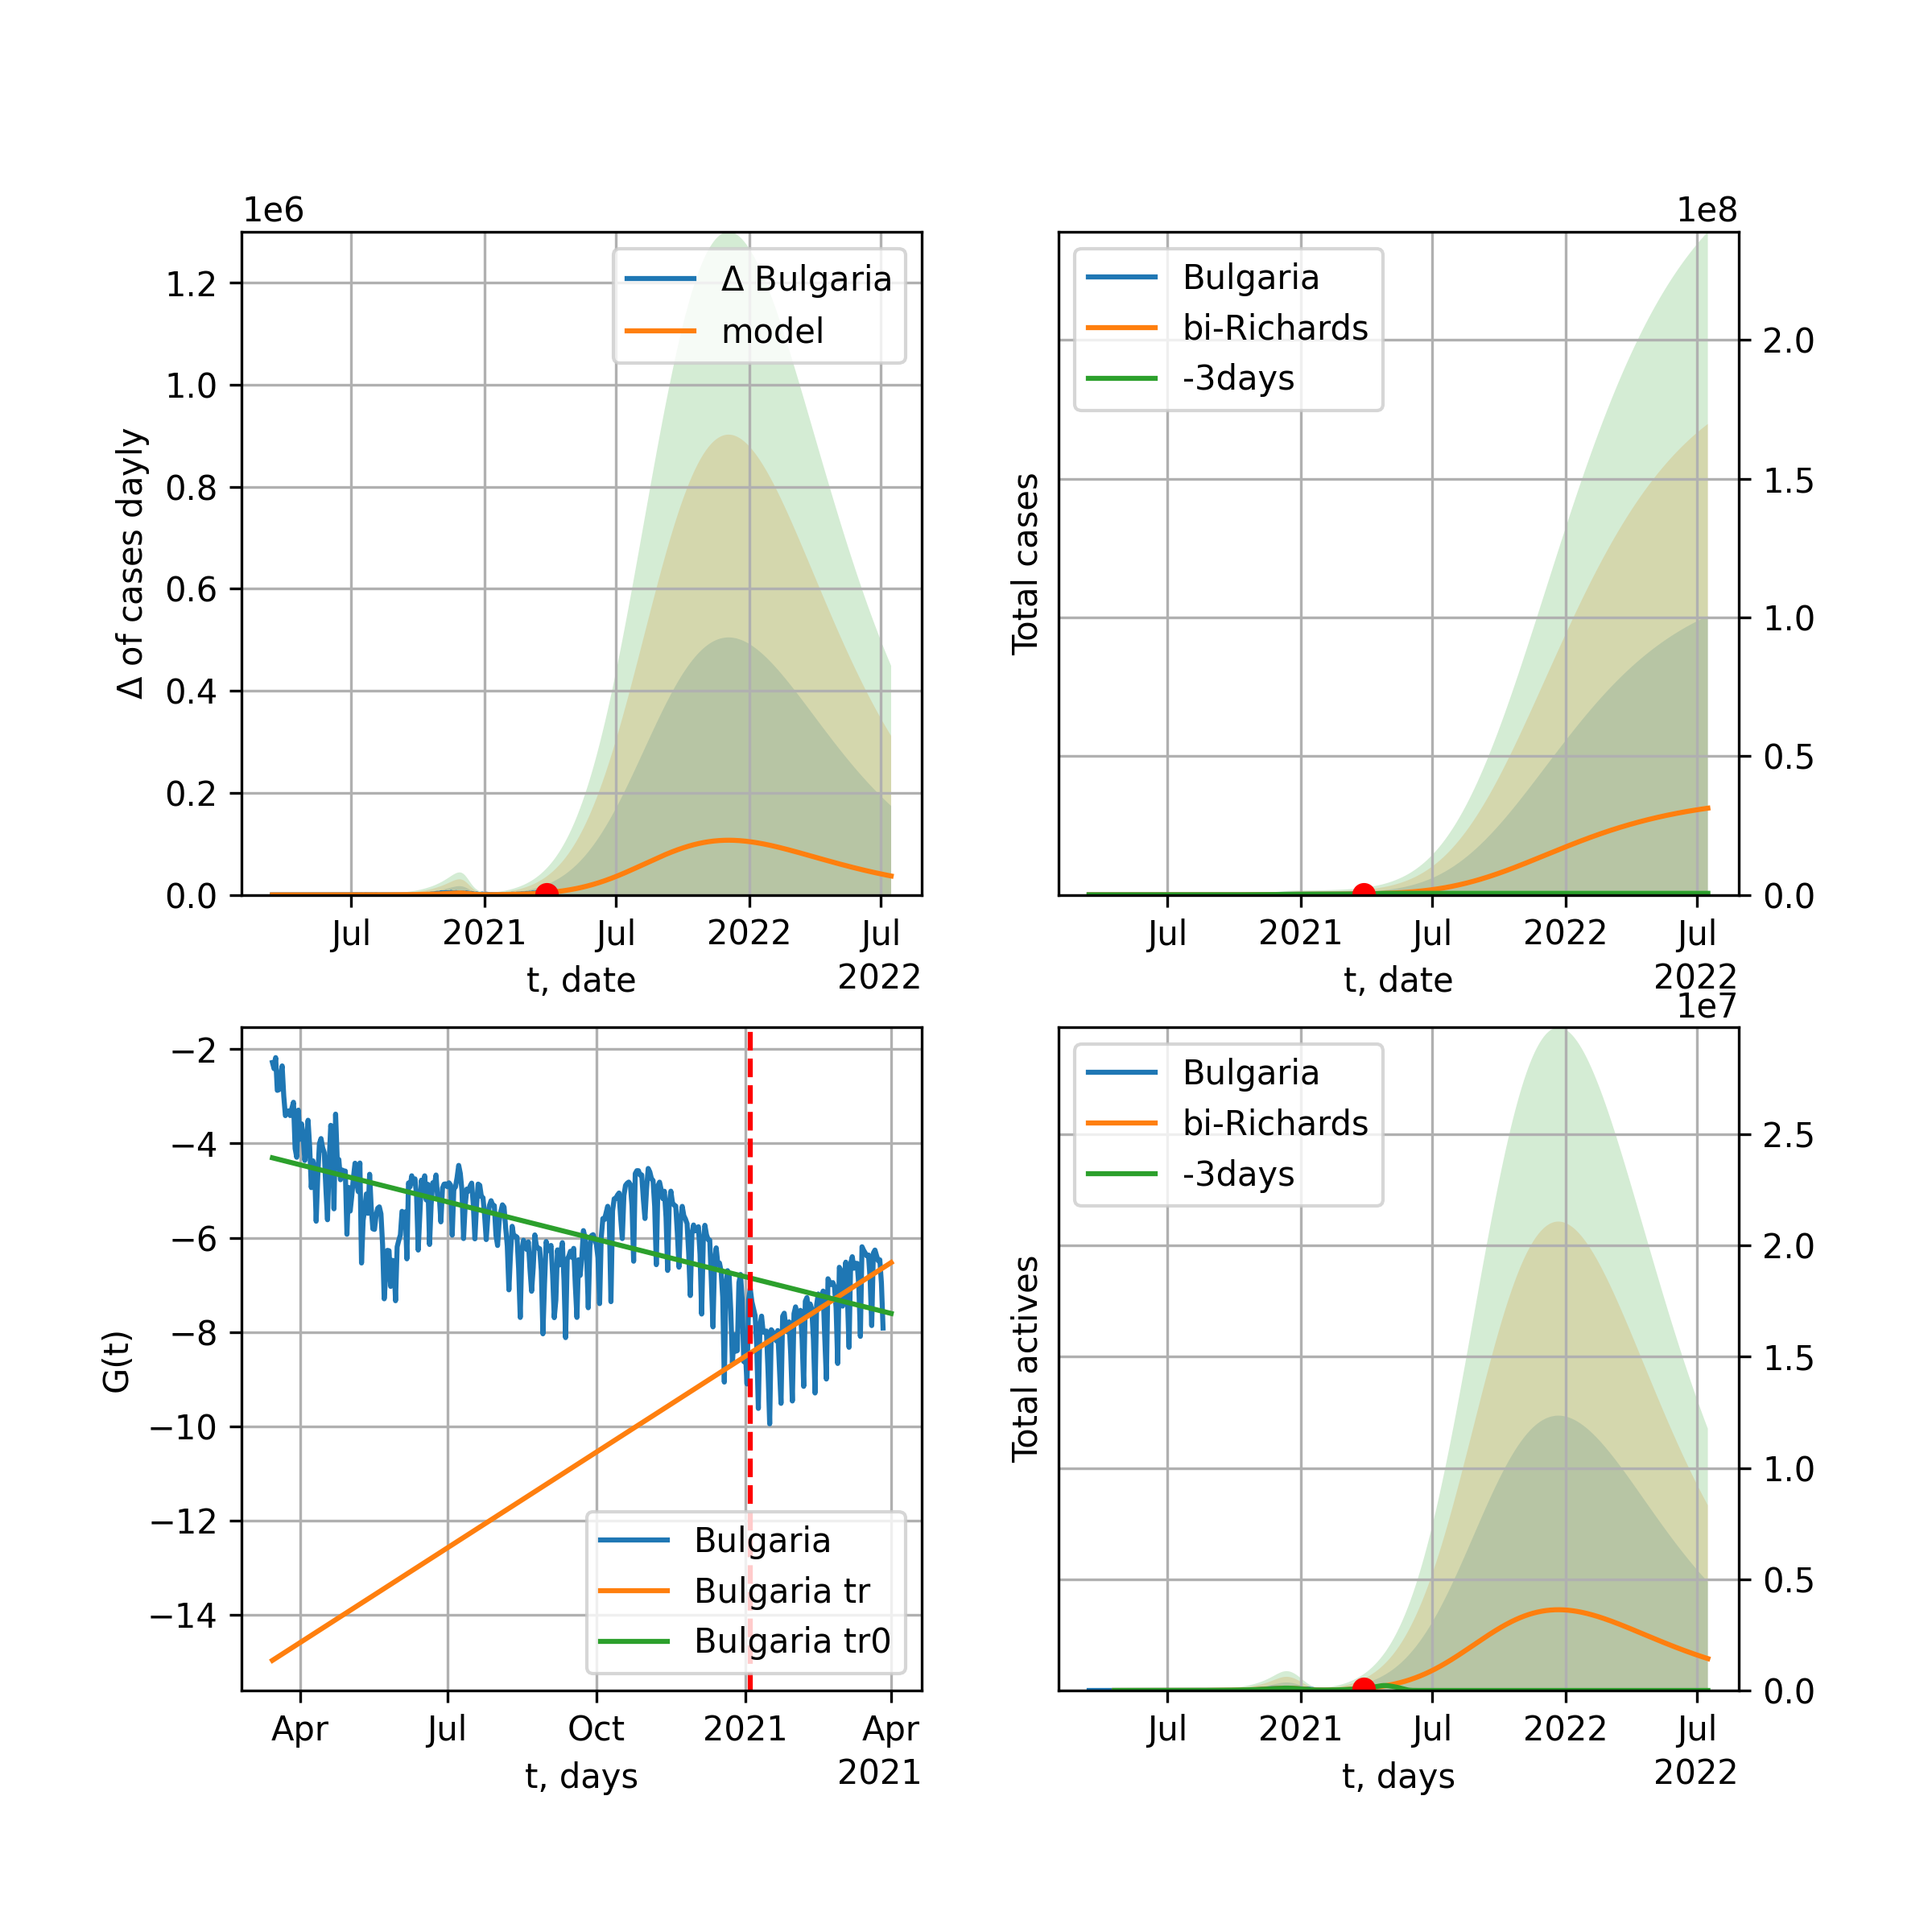 1e6
Δ of cases dayly
1.2
1.0
0.8
0.6
0.4
0.2
0.0
Δ Bulgaria
model
Jul
2021
Jul
2022
Jul
2022
t, date
1e8
Total cases
Bulgaria
bi-Richards
-3days
2.0
1.5
1.0
0.5
0.0
Jul
2021
Jul
2022
Jul
2022
t, date
G(t)
−2
−4
−6
−8
−10
−12
−14
Bulgaria
Bulgaria tr
Bulgaria tr0
Apr
Jul
Oct
2021
Apr
2021
t, days
1e7
Total actives
Bulgaria
bi-Richards
-3days
2.5
2.0
1.5
1.0
0.5
0.0
Jul
2021
Jul
2022
Jul
2022
t, days